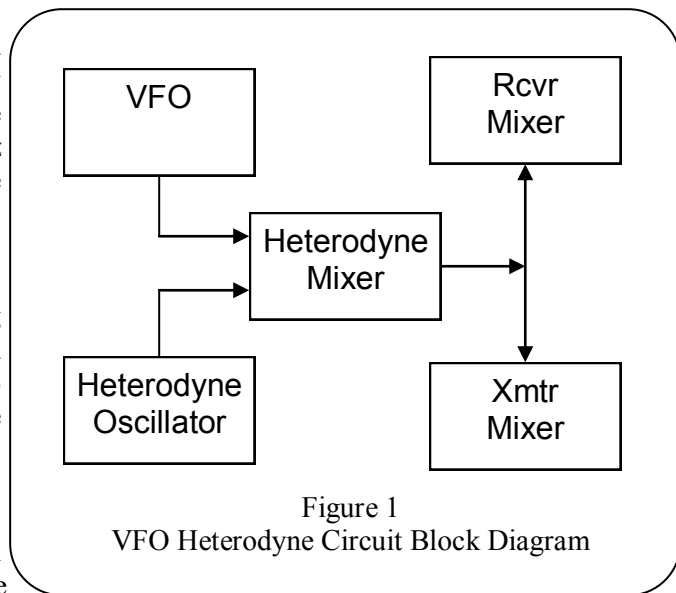 VFO
Rcvr
Mixer
Heterodyne
Mixer
Heterodyne
Oscillator
Xmtr
Mixer
Figure 1
VFO Heterodyne Circuit Block Diagram